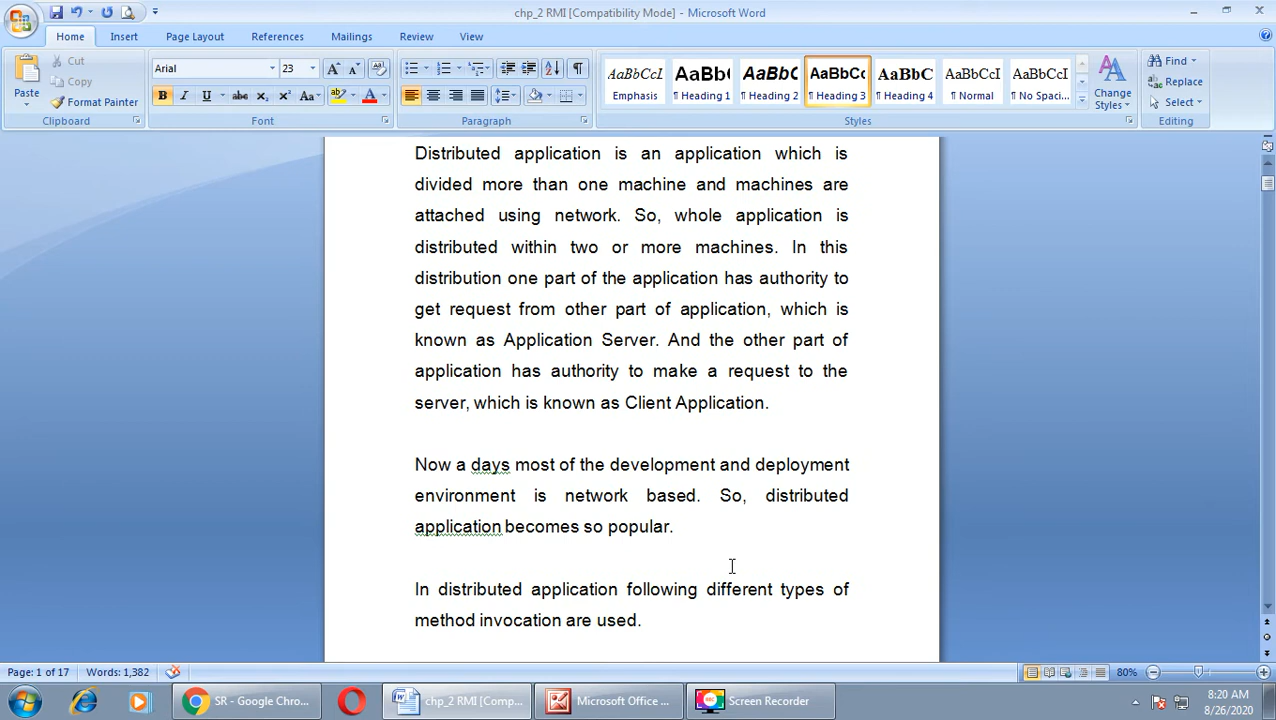 chp_2 RMI [Compatibility Mode] - Microsoft Word
Home Insert Page Layout References Mailings Review View
Paste Cut Copy Format Painter Clipboard
Arial 23 Font
Paragraph
AaBbCcI Emphasis AaBb( ¶ Heading 1 AaBbC ¶ Heading 2 AaBbCc ¶ Heading 3 AaBbC ¶ Heading 4 AaBbCcI ¶ Normal AaBbCcI ¶ No Spaci... Change Styles Styles
Find Replace Select Editing
Distributed application is an application which is
divided more than one machine and machines are
attached using network. So, whole application is
distributed within two or more machines. In this
distribution one part of the application has authority to
get request from other part of application, which is
known as Application Server. And the other part of
application has authority to make a request to the
server, which is known as Client Application.
Now a days most of the development and deployment
environment is network based. So, distributed
application becomes so popular.
In distributed application following different types of
method invocation are used.
Page: 1 of 17 Words: 1,382 80%
SR - Google Chro... chp_2 RMI [Comp... Microsoft Office ... Screen Recorder 8:20 AM
8/26/2020